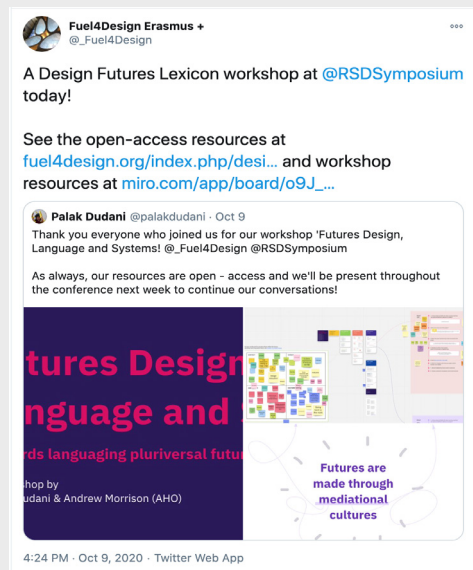 Fuel4Design Erasmus +
@_Fuel4Design
A Design Futures Lexicon workshop at @RSDSymposium
today!
See the open-access resources at
fuel4design.org/index.php/desi... and workshop
resources at miro.com/app/board/o9J_...
Palak Dudani @palakdudani · Oct 9
Thank you everyone who joined us for our workshop 'Futures Design,
Language and Systems! @_Fuel4Design @RSDSymposium
As always, our resources are open - access and we'll be present throughout
the conference next week to continue our conversations!
tures Design
nguage and
rds languaging pluriversal futur
hop by
udani & Andrew Morrison (AHO)
Futures are
made through
mediational
cultures
4:24 PM · Oct 9, 2020 · Twitter Web App